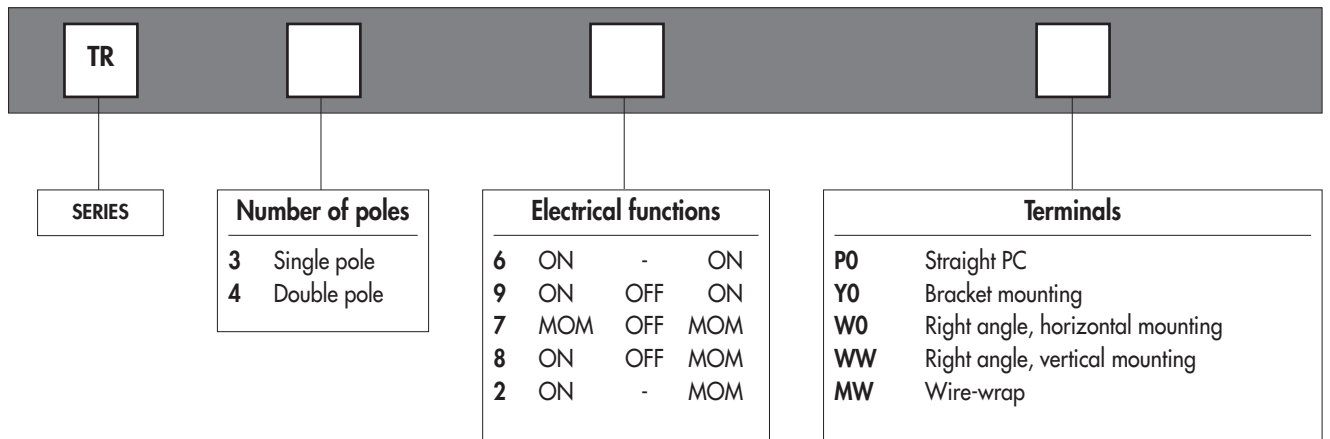 TR
SERIES
Number of poles
3 Single pole
4 Double pole
Electrical functions
6 ON - ON
9 ON OFF ON
7 MOM OFF MOM
8 ON OFF MOM
2 ON - MOM
Terminals
P0 Straight PC
Y0 Bracket mounting
W0 Right angle, horizontal mounting
WW Right angle, vertical mounting
MW Wire-wrap